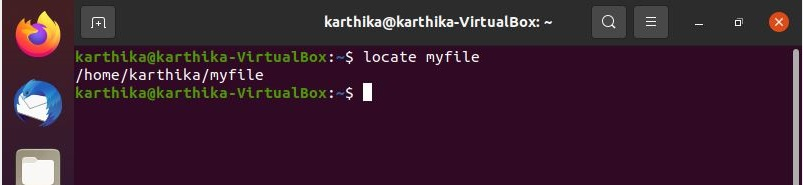 karthika@karthika-VirtualBox: ~
karthika@karthika-VirtualBox:~$ locate myfile
/home/karthika/myfile
karthika@karthika-VirtualBox:~$